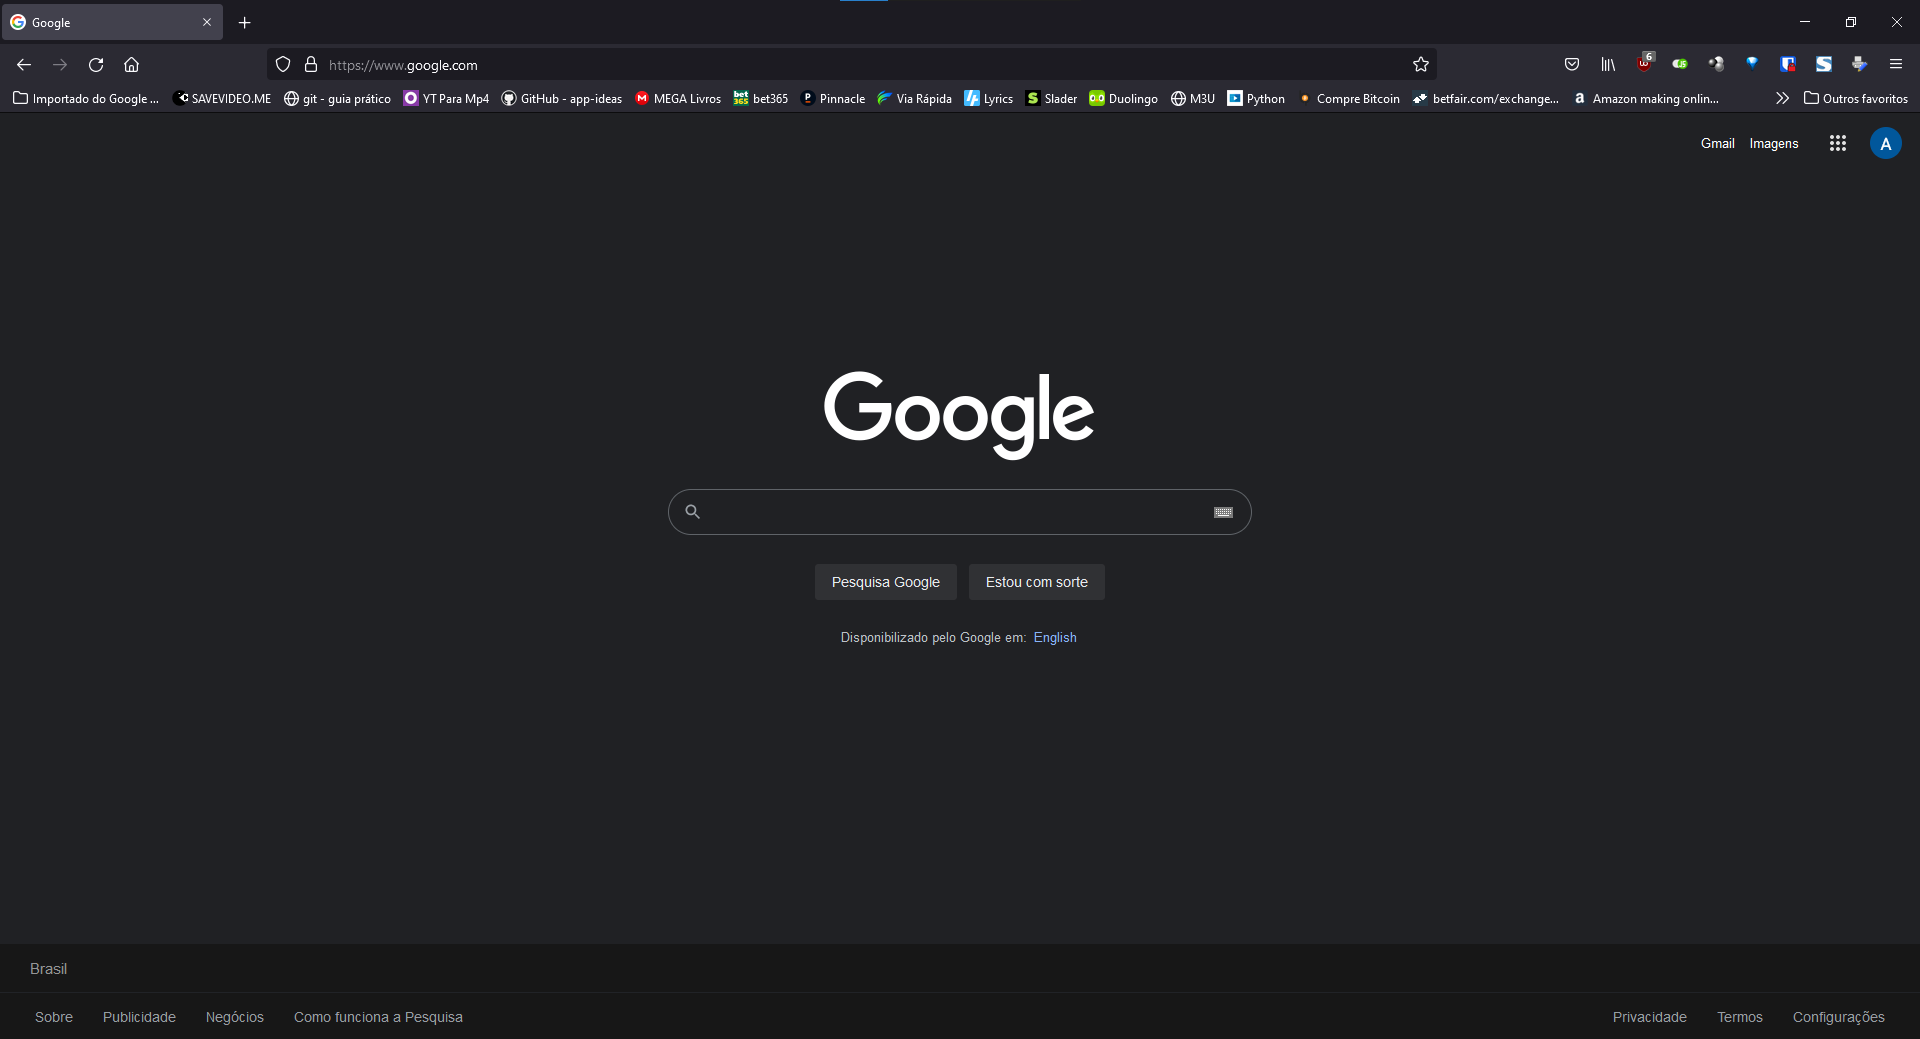 Google
https://www.google.com
6
Importado do Google ... SAVEVIDEO.ME git - guia prático YT Para Mp4 GitHub - app-ideas MEGA Livros bet365 Pinnacle Via Rápida Lyrics Slader Duolingo M3U Python Compre Bitcoin betfair.com/exchange... Amazon making onlin... Outros favoritos
Gmail Imagens A
Google
Pesquisa Google Estou com sorte
Disponibilizado pelo Google em: English
Brasil
Sobre Publicidade Negócios Como funciona a Pesquisa Privacidade Termos Configurações